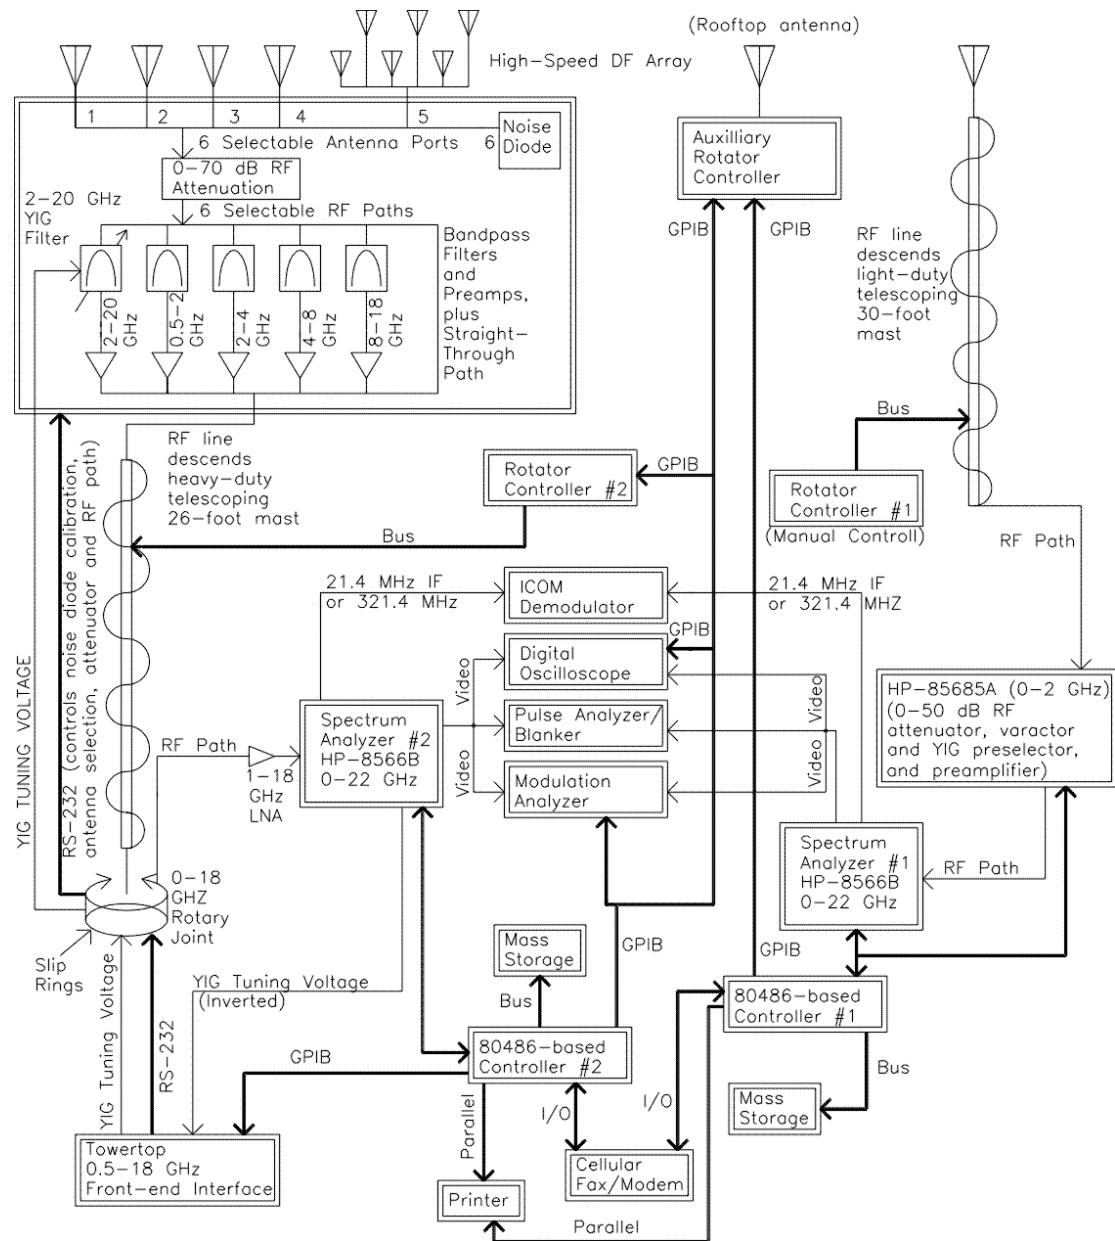 (Rooftop antenna)
High-Speed DF Array
1
2
3
4
5
6 Selectable Antenna Ports
6
Noise
Diode
0-70 dB RF
Attenuation
2-20 GHz
YIG
Filter
6 Selectable RF Paths
Bandpass
Filters
and
Preamps,
plus
Straight-
Through
Path
2-20
GHz
0.5-2
GHz
2-4
GHz
4-8
GHz
8-18
GHz
Auxilliary
Rotator
Controller
GPIB
GPIB
RF line
descends
light-duty
telescoping
30-foot
mast
Bus
RF line
descends
heavy-duty
telescoping
26-foot mast
Rotator
Controller #2
GPIB
Rotator
Controller #1
(Manual Controll)
Bus
RF Path
21.4 MHz IF
or 321.4 MHz
ICOM
Demodulator
21.4 MHz IF
or 321.4 MHZ
GPIB
Digital
Oscilloscope
Video
Video
YIG TUNING VOLTAGE
RS-232 (controls noise diode calibration,
antenna selection, attenuator and RF path)
Spectrum
Analyzer #2
HP-8566B
0-22 GHz
Pulse Analyzer/
Blanker
HP-85685A (0-2 GHz)
(0-50 dB RF
attenuator, varactor
and YIG preselector,
and preamplifier)
RF Path
1-18
GHz
LNA
Video
Video
Modulation
Analyzer
Spectrum
Analyzer #1
HP-8566B
0-22 GHz
RF Path
0-18
GHZ
Rotary
Joint
Slip
Rings
Mass
Storage
GPIB
GPIB
YIG Tuning Voltage
(Inverted)
Bus
80486-based
Controller #1
YIG Tuning Voltage
RS-232
GPIB
80486-based
Controller #2
Bus
Mass
Storage
Parallel
I/O
I/O
Towertop
0.5-18 GHz
Front-end Interface
Cellular
Fax/Modem
Printer
Parallel